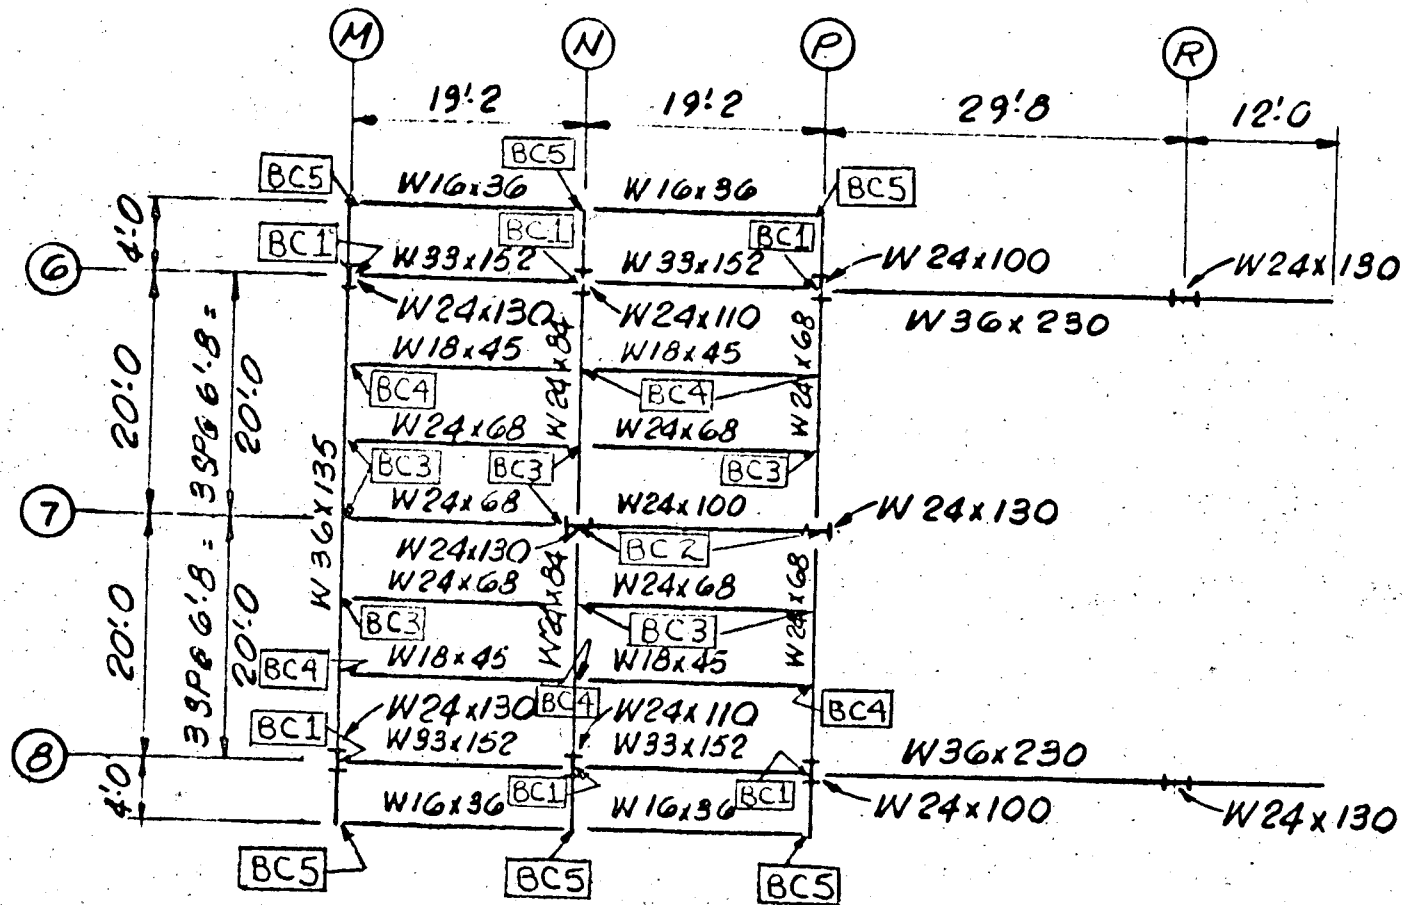 M N P R
19'-2 19'-2 29'-8 12'-0
BC5 W16x36 BC5 W16x36 BC5
4'-0 BC1 W33x152 BC1 W33x152 BC1 W24x100 W24x130
6
W24x130 W24x110 W36x230
W18x45 W24x84 W18x45 W24x68
20'-0 3SP@6'-8= 20'-0
BC4 BC4
W24x68 W24x68
W36x135 BC3 BC3 BC3
7
W24x68 W24x100 W24x130
W24x130 BC2
W24x68 W24x84 W24x68 W24x68
20'-0 3SP@6'-8= 20'-0
BC3 BC3
BC4 W18x45 W18x45
BC4 BC4
BC1 W24x130 W24x110
8
W33x152 W33x152 W36x230
4'-0 W16x36 BC1 W16x36 BC1 W24x100 W24x130
BC5 BC5 BC5